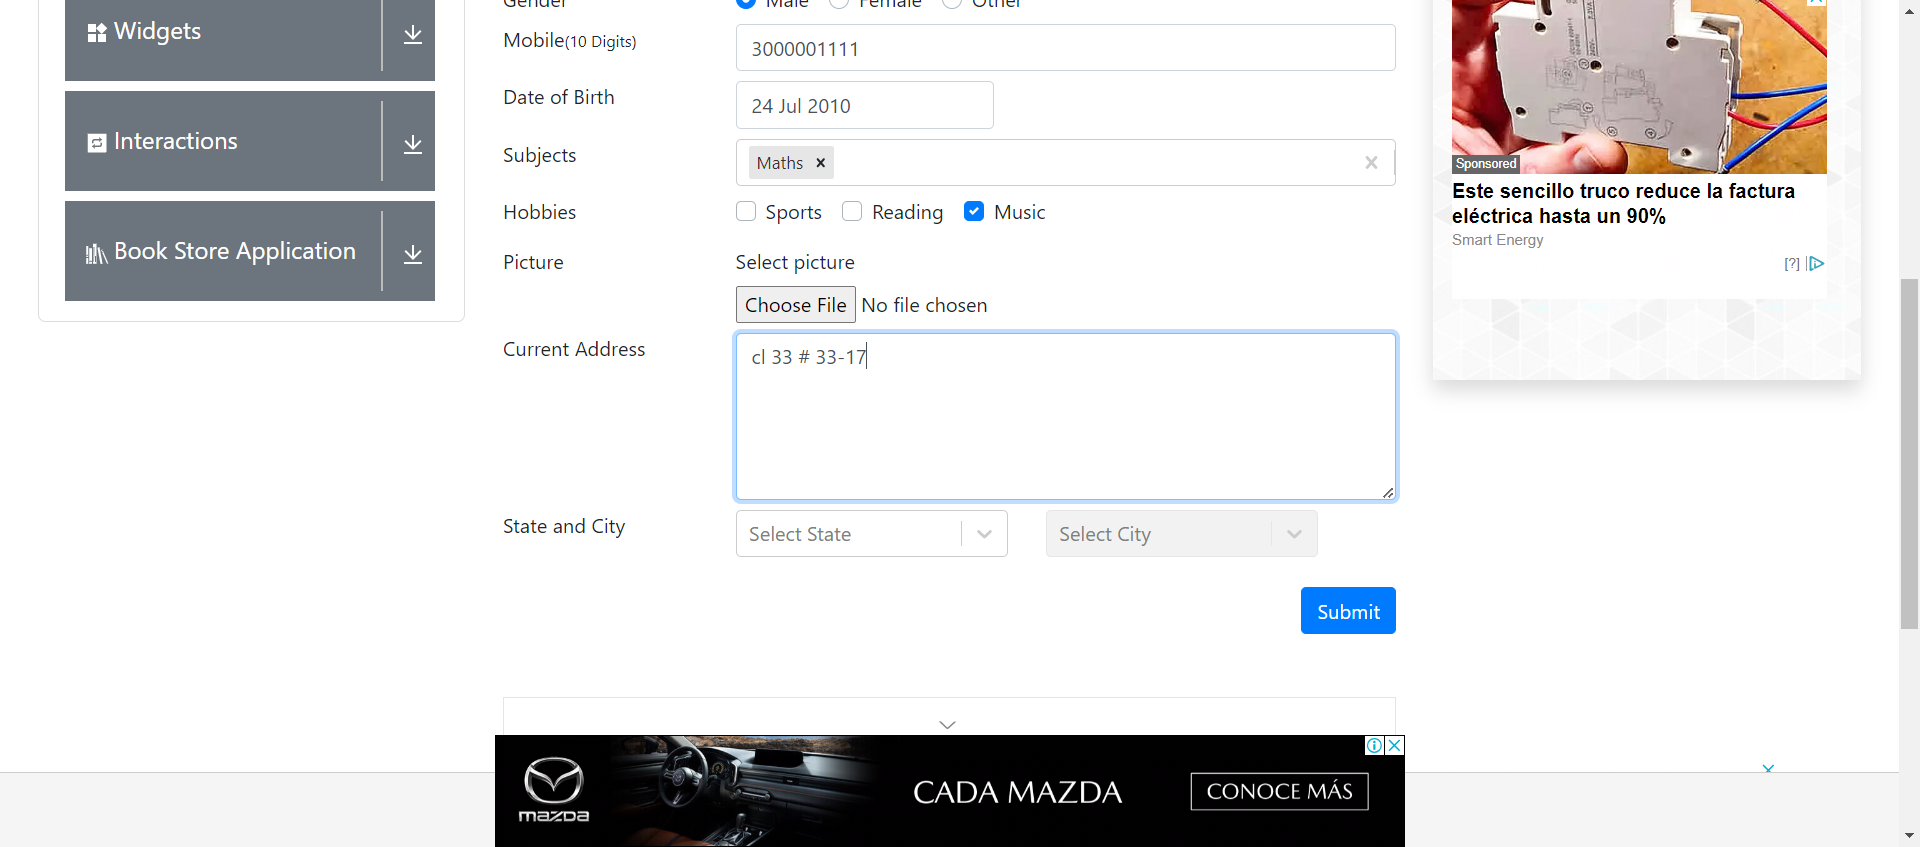 Widgets
Interactions
Book Store Application
Gender
Male Female Other
Mobile(10 Digits)
3000001111
Date of Birth
24 Jul 2010
Subjects
Maths ×
Hobbies
Sports Reading Music
Picture
Select picture
Choose File No file chosen
Current Address
cl 33 # 33-17
State and City
Select State
Select City
Submit
Sponsored
Este sencillo truco reduce la factura
eléctrica hasta un 90%
Smart Energy
[?]
mazda
CADA MAZDA
CONOCE MÁS